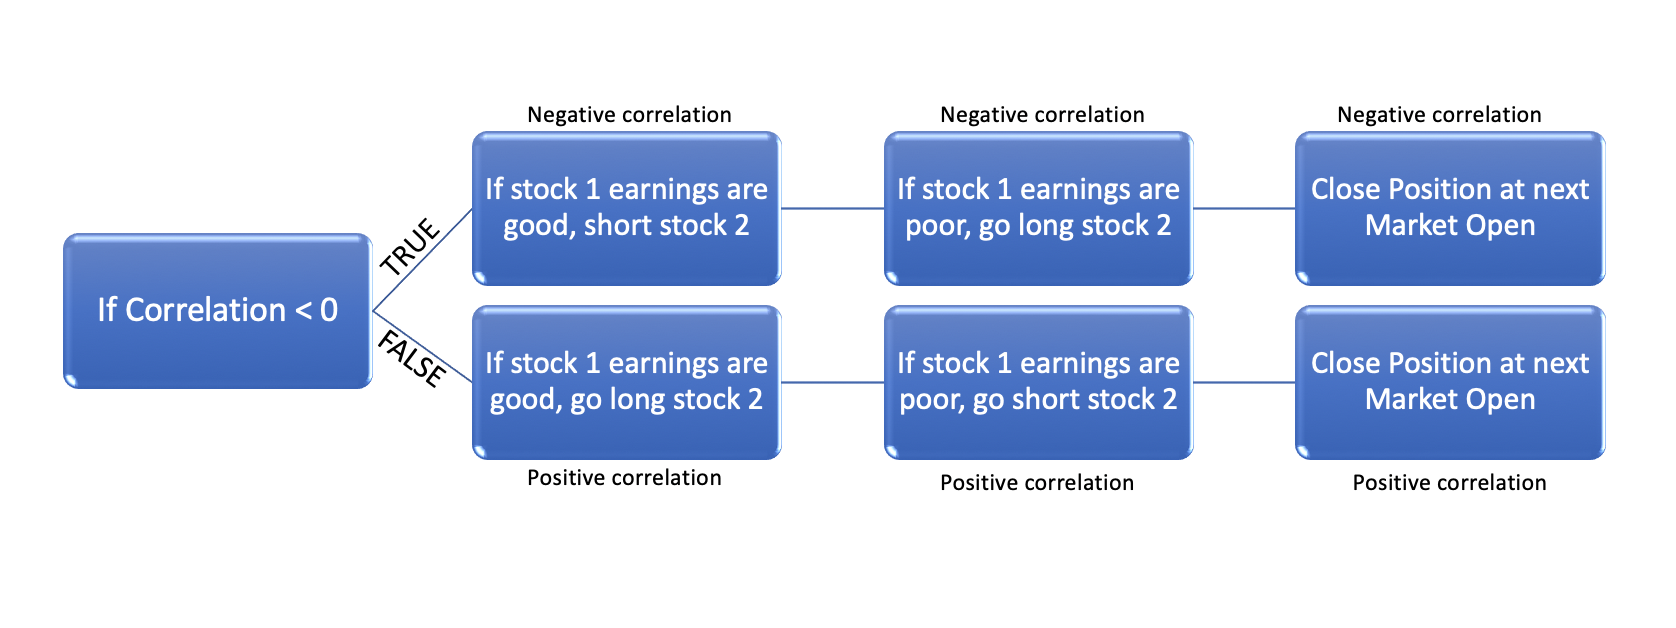 Negative correlation
Negative correlation
Negative correlation
If stock 1 earnings are
good, short stock 2
If stock 1 earnings are
poor, go long stock 2
Close Position at next
Market Open
TRUE
If Correlation < 0
FALSE
If stock 1 earnings are
good, go long stock 2
If stock 1 earnings are
poor, go short stock 2
Close Position at next
Market Open
Positive correlation
Positive correlation
Positive correlation